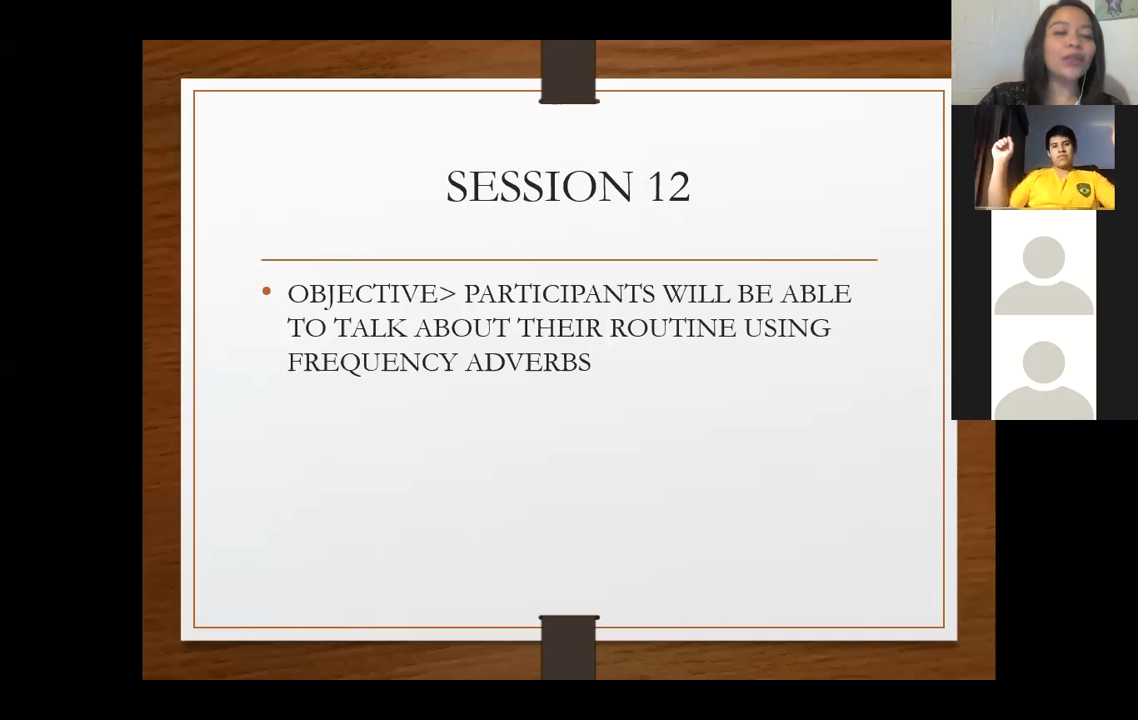 SESSION 12
• OBJECTIVE> PARTICIPANTS WILL BE ABLE
TO TALK ABOUT THEIR ROUTINE USING
FREQUENCY ADVERBS